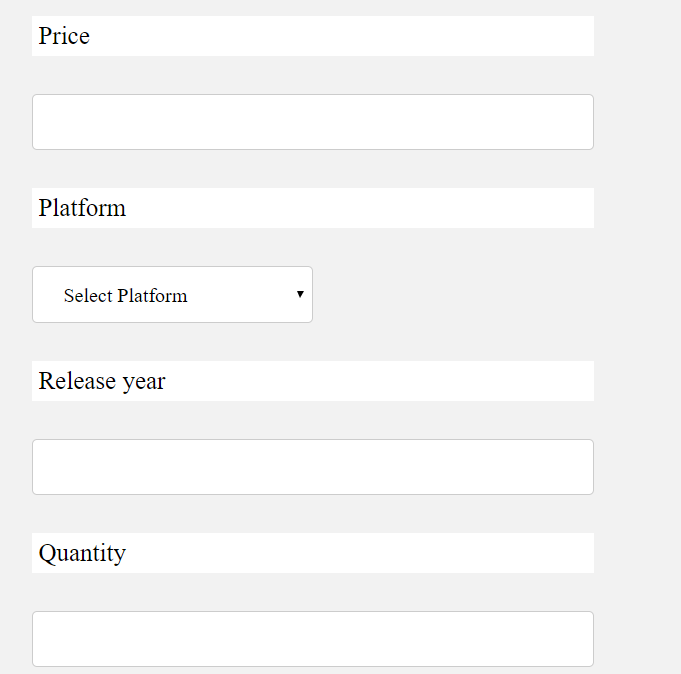 Price
Platform
Select Platform
Release year
Quantity